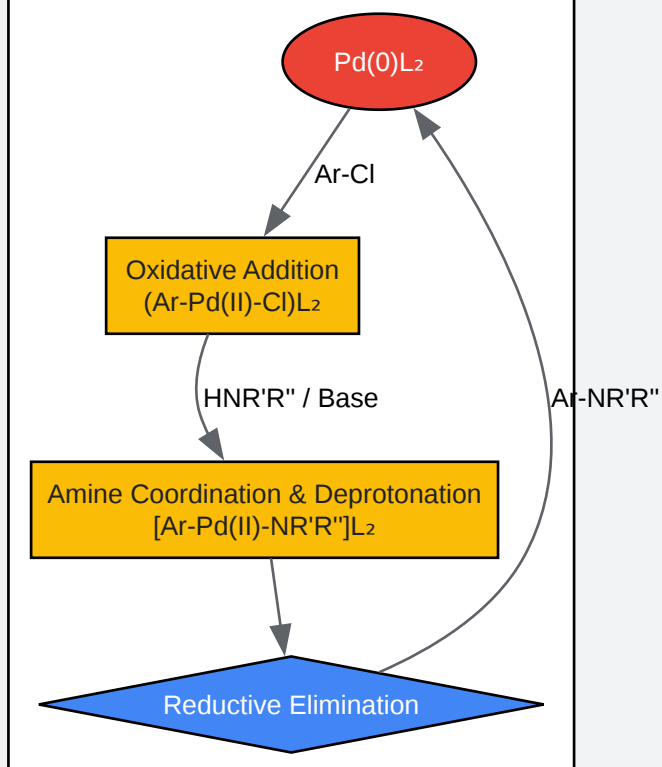 Pd(0)L₂
Ar-Cl
Oxidative Addition
(Ar-Pd(II)-Cl)L₂
HNR'R" / Base
Ar-NR'R"
Amine Coordination & Deprotonation
[Ar-Pd(II)-NR'R"]L₂
Reductive Elimination